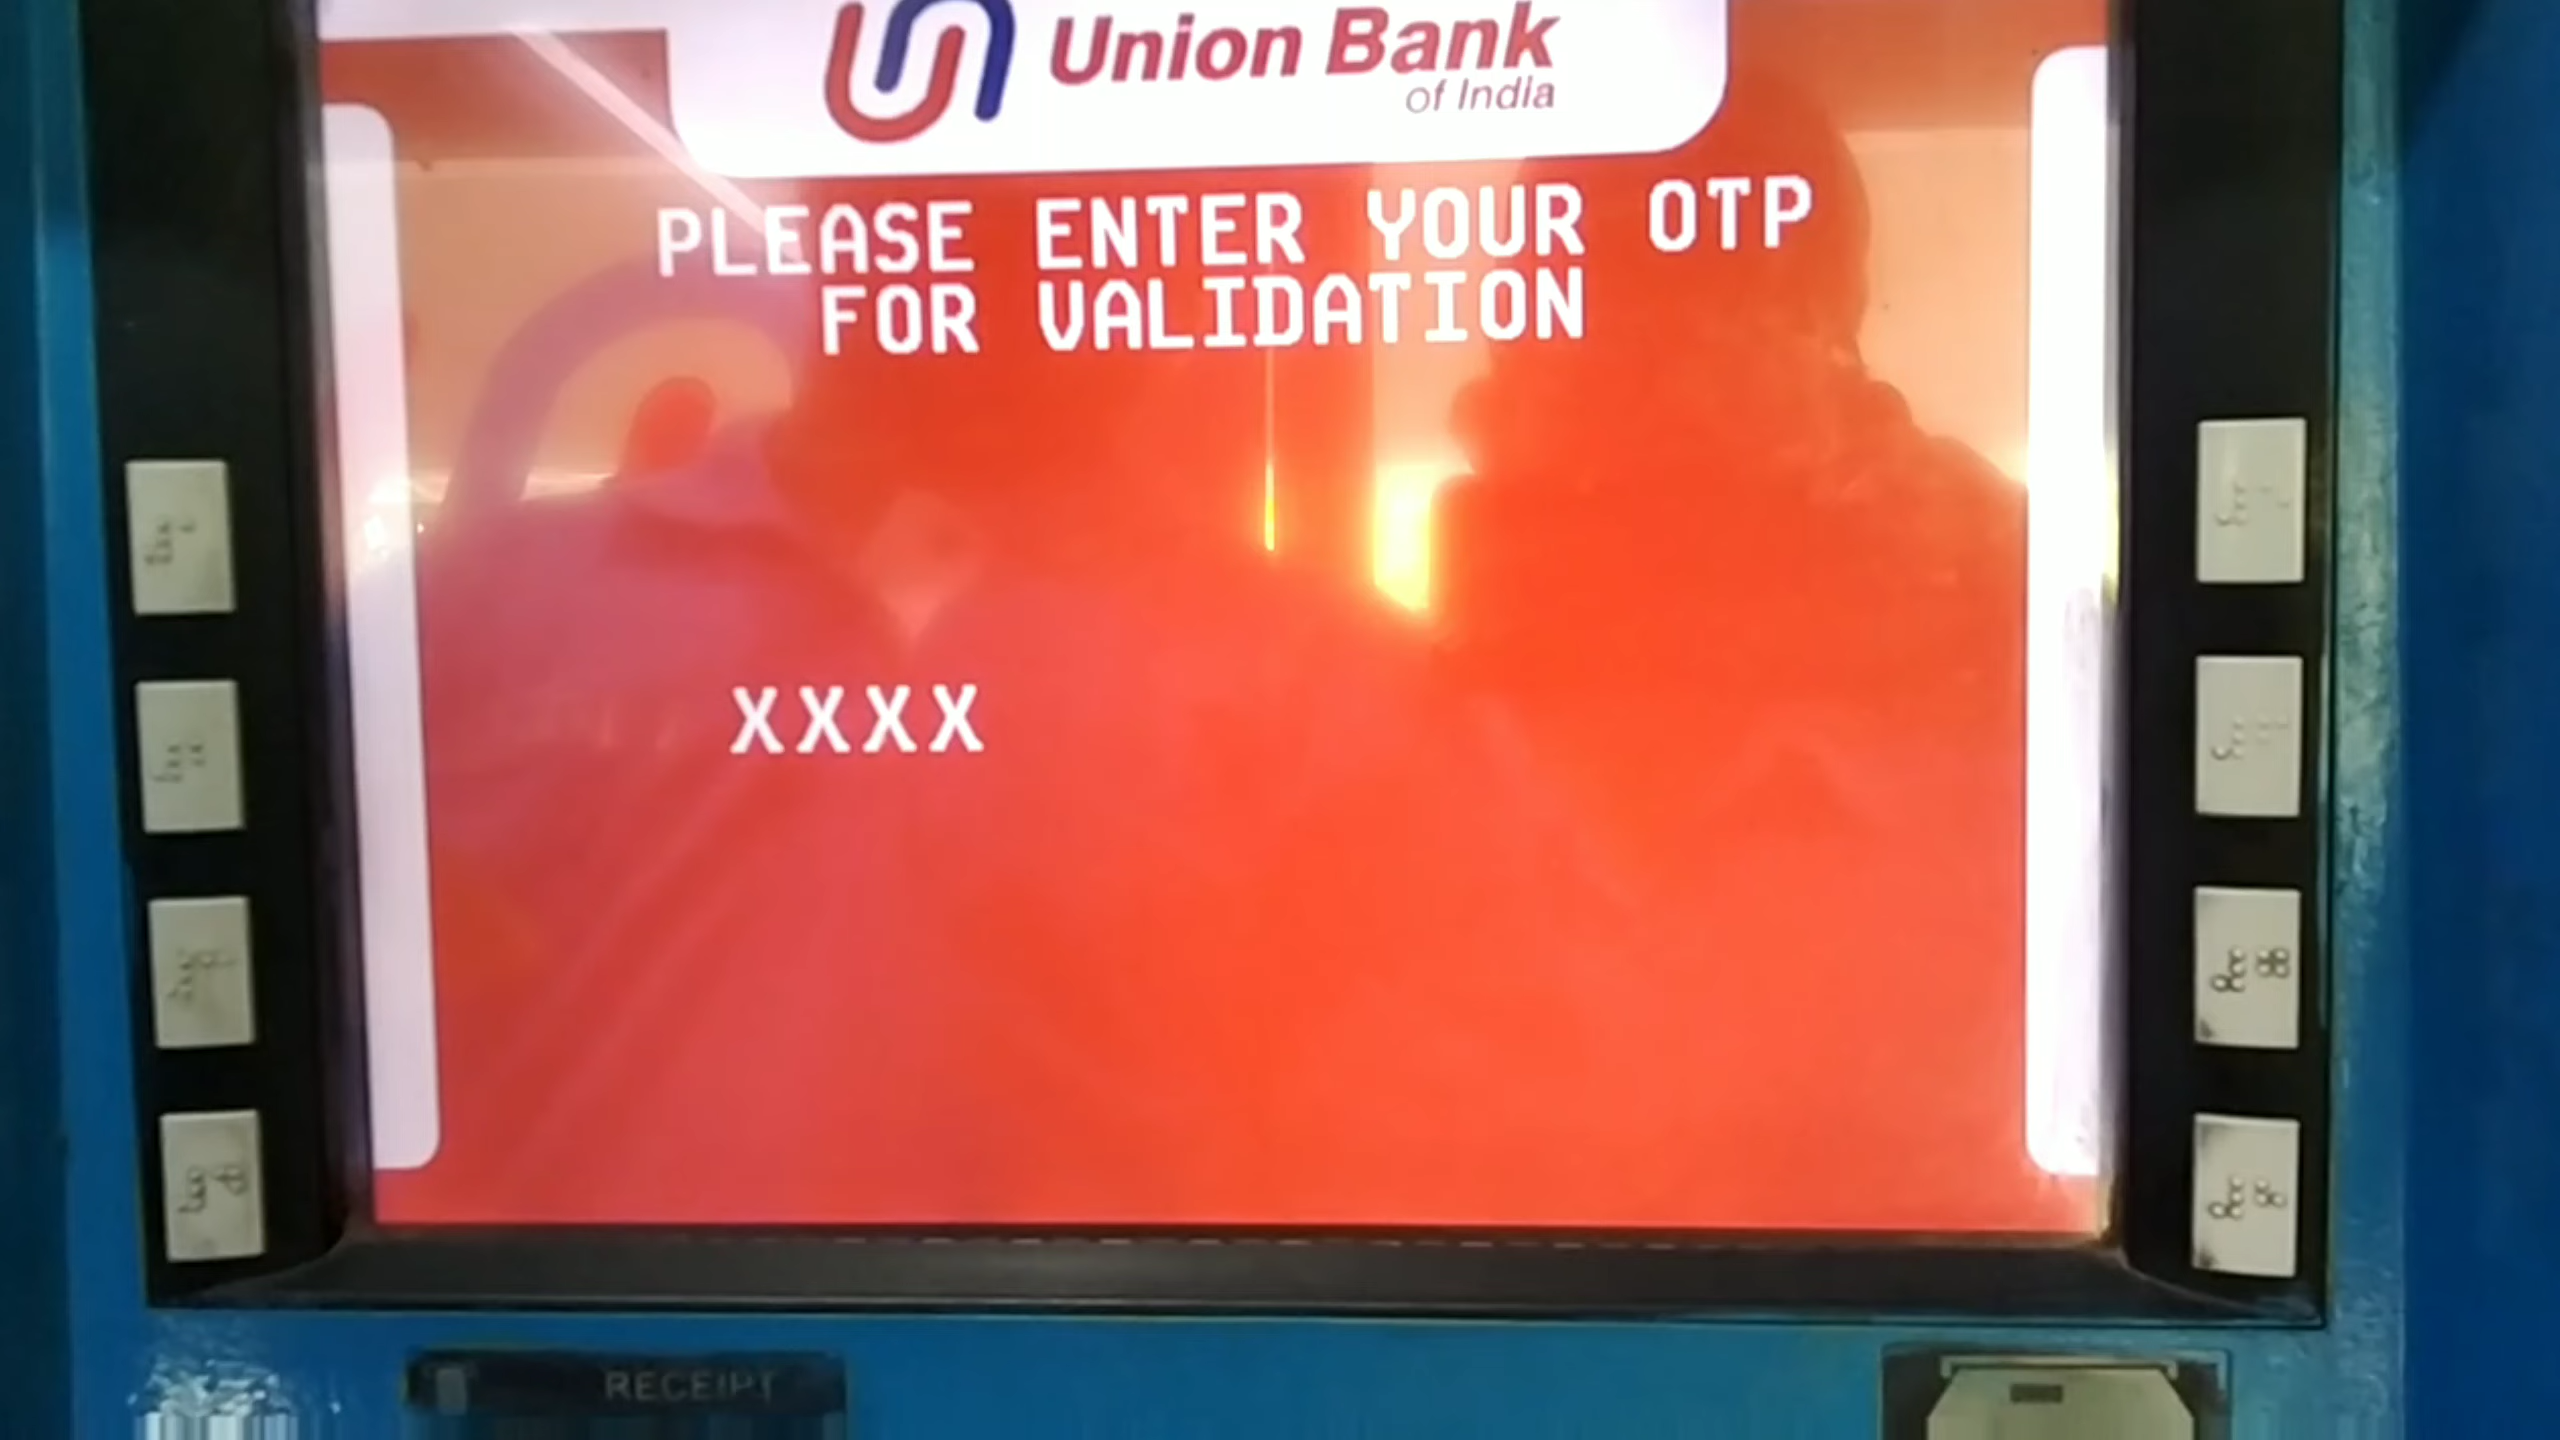 Union Bank
of India
PLEASE ENTER YOUR OTP
FOR VALIDATION
XXXX
RECEIPT